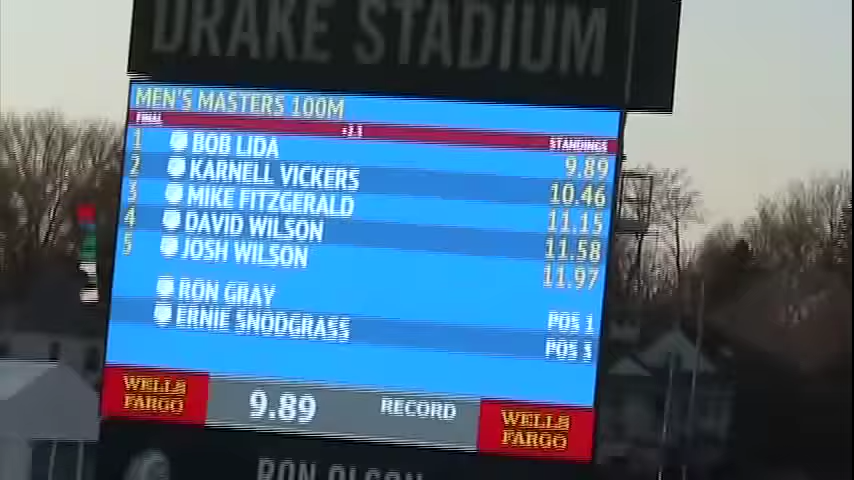 DRAKE STADIUM
MEN'S MASTERS 100M
FINAL +2.1 STANDINGS
1 BOB LIDA 9.89
2 KARNELL VICKERS 10.46
3 MIKE FITZGERALD 11.15
4 DAVID WILSON 11.58
5 JOSH WILSON 11.97
RON GRAY POS 1
ERNIE SNODGRASS POS 3
WELLS FARGO 9.89 RECORD WELLS FARGO
RON OLSON